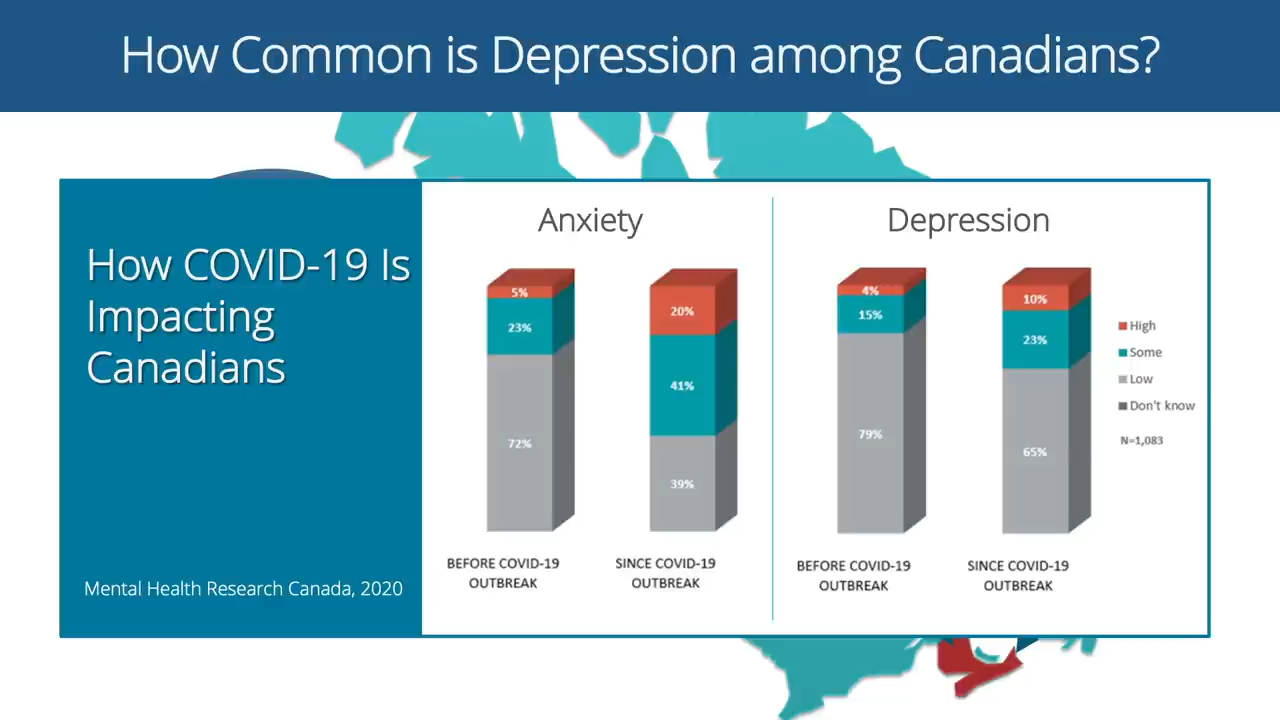 How Common is Depression among Canadians?
How COVID-19 Is
Impacting
Canadians
Mental Health Research Canada, 2020
Anxiety
5%
23%
72%
BEFORE COVID-19
OUTBREAK
20%
41%
39%
SINCE COVID-19
OUTBREAK
Depression
4%
15%
79%
BEFORE COVID-19
OUTBREAK
10%
23%
65%
SINCE COVID-19
OUTBREAK
High
Some
Low
Don't know
N=1,083